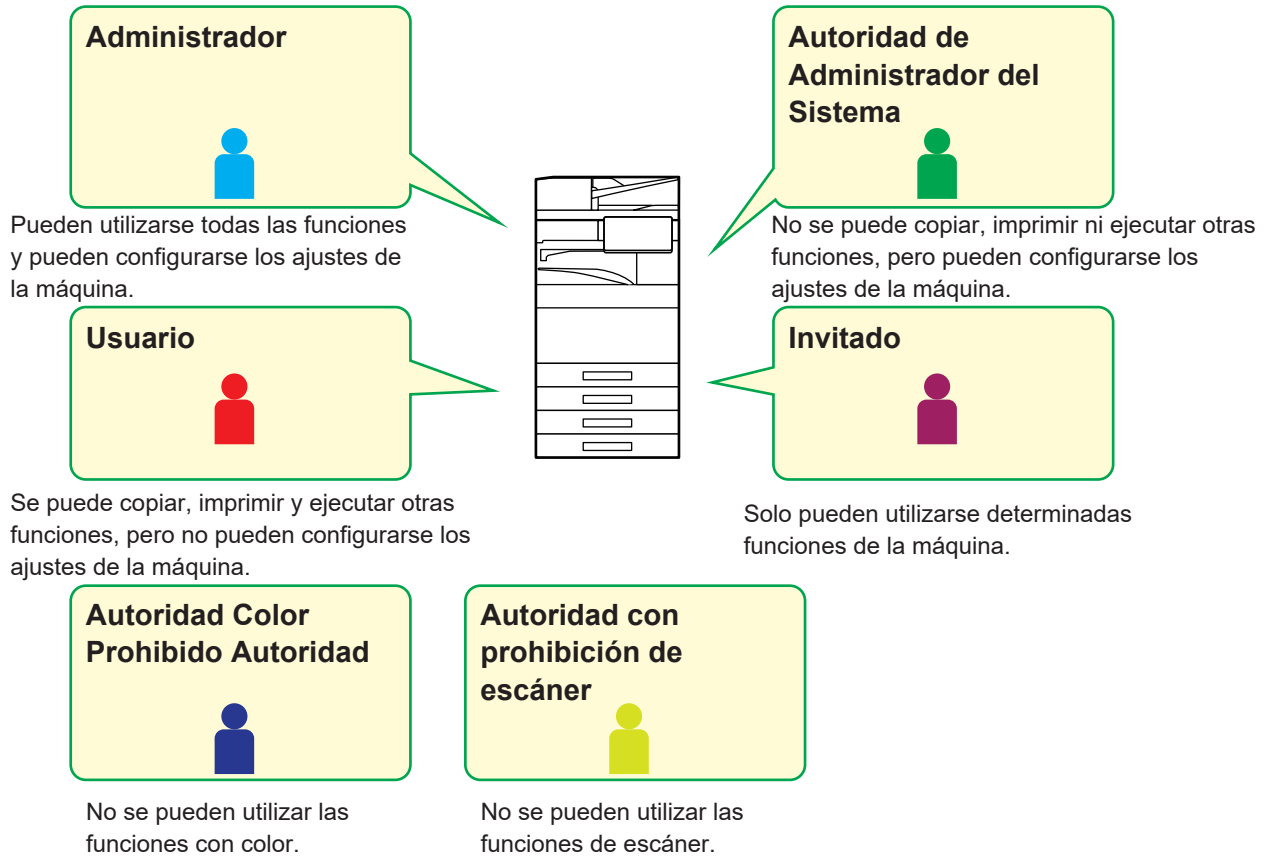 Administrador
Pueden utilizarse todas las funciones
y pueden configurarse los ajustes de
la máquina.
Autoridad de
Administrador del
Sistema
No se puede copiar, imprimir ni ejecutar otras
funciones, pero pueden configurarse los
ajustes de la máquina.
Usuario
Se puede copiar, imprimir y ejecutar otras
funciones, pero no pueden configurarse los
ajustes de la máquina.
Invitado
Solo pueden utilizarse determinadas
funciones de la máquina.
Autoridad Color
Prohibido Autoridad
No se pueden utilizar las
funciones con color.
Autoridad con
prohibición de
escáner
No se pueden utilizar las
funciones de escáner.